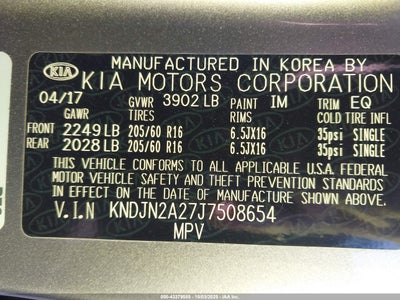 MANUFACTURED IN KOREA BY
KIA KIA MOTORS CORPORATION
04/17 GVWR 3902 LB PAINT IM TRIM EQ
GAWR TIRES RIMS COLD TIRE INFL
FRONT 2249 LB 205/60 R16 6.5JX16 35psi SINGLE
REAR 2028 LB 205/60 R16 6.5JX16 35psi SINGLE
THIS VEHICLE CONFORMS TO ALL APPLICABLE U.S.A FEDERAL
MOTOR VEHICLE SAFETY AND THEFT PREVENTION STANDARDS
IN EFFECT ON THE DATE OF MANUFACTURE SHOWN ABOVE.
V.I.N KNDJN2A27J7508654
MPV